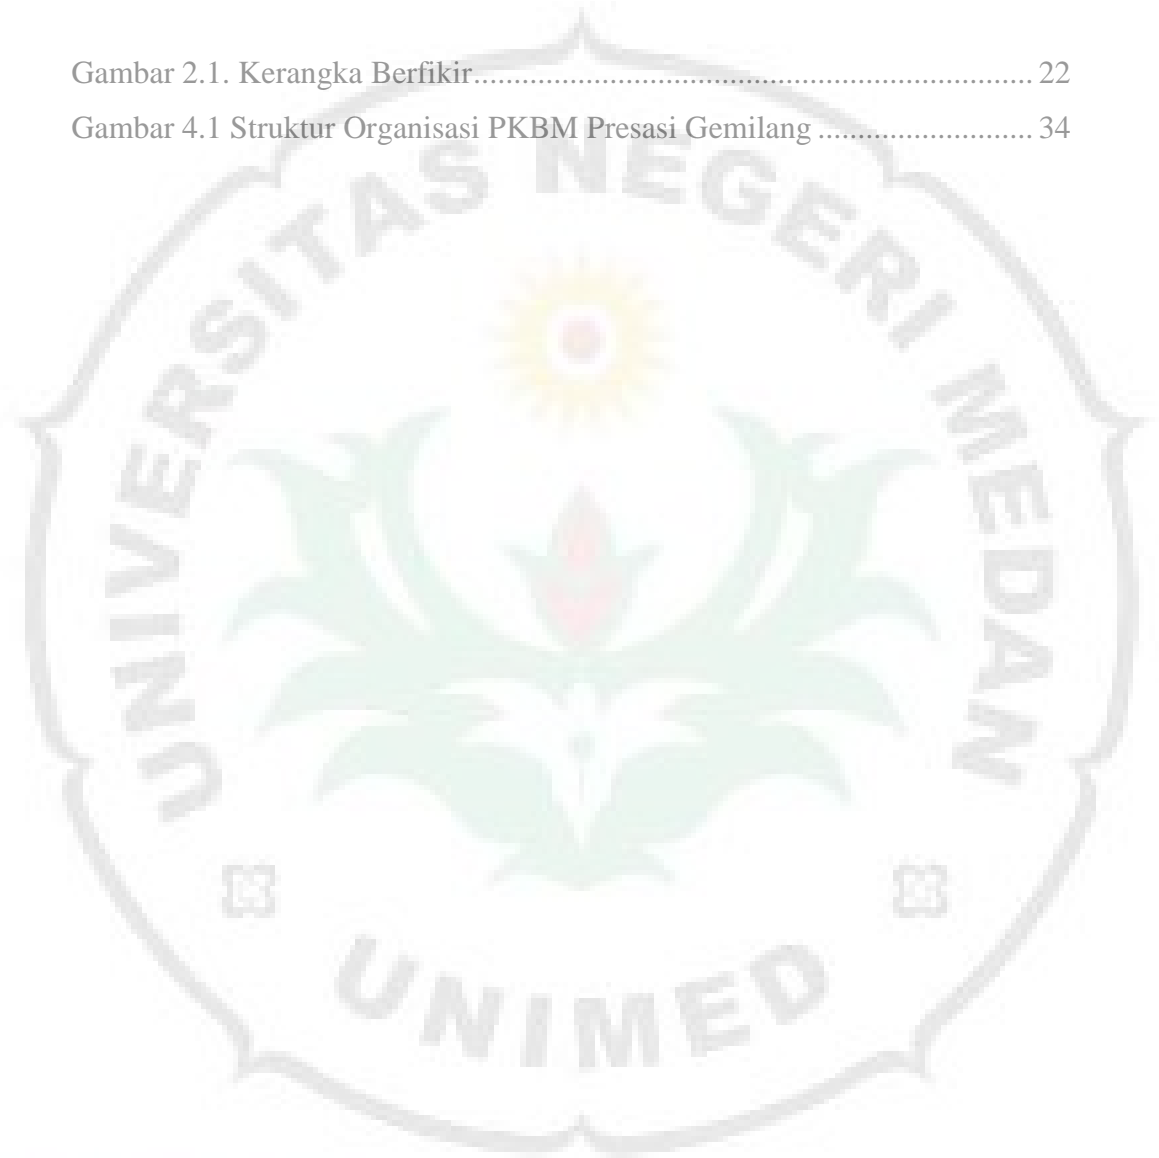 Gambar 2.1. Kerangka Berfikir.................................................................... 22
Gambar 4.1 Struktur Organisasi PKBM Presasi Gemilang .......................... 34
UNIVERSITAS NEGERI MEDAN
UNIMED